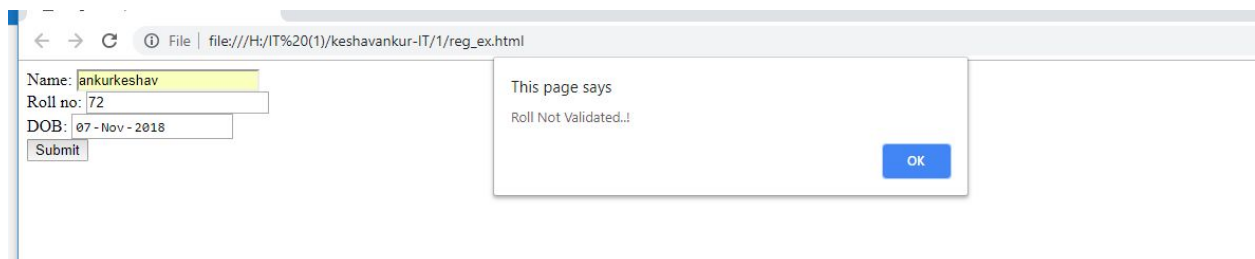 File | file:///H:/IT%20(1)/keshavankur-IT/1/reg_ex.html
Name: ankurkeshav
Roll no: 72
DOB: 07-Nov-2018
Submit
This page says
Roll Not Validated..!
OK